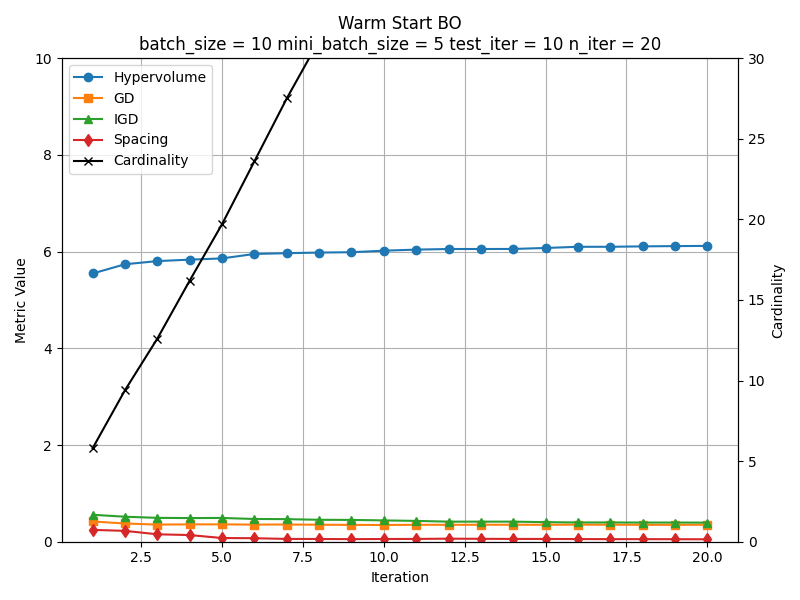 Warm Start BO
batch_size = 10 mini_batch_size = 5 test_iter = 10 n_iter = 20
Hypervolume
GD
IGD
Spacing
Cardinality
Metric Value
10
8
6
4
2
0
30
25
20
15
10
5
0
Cardinality
2.5 5.0 7.5 10.0 12.5 15.0 17.5 20.0
Iteration